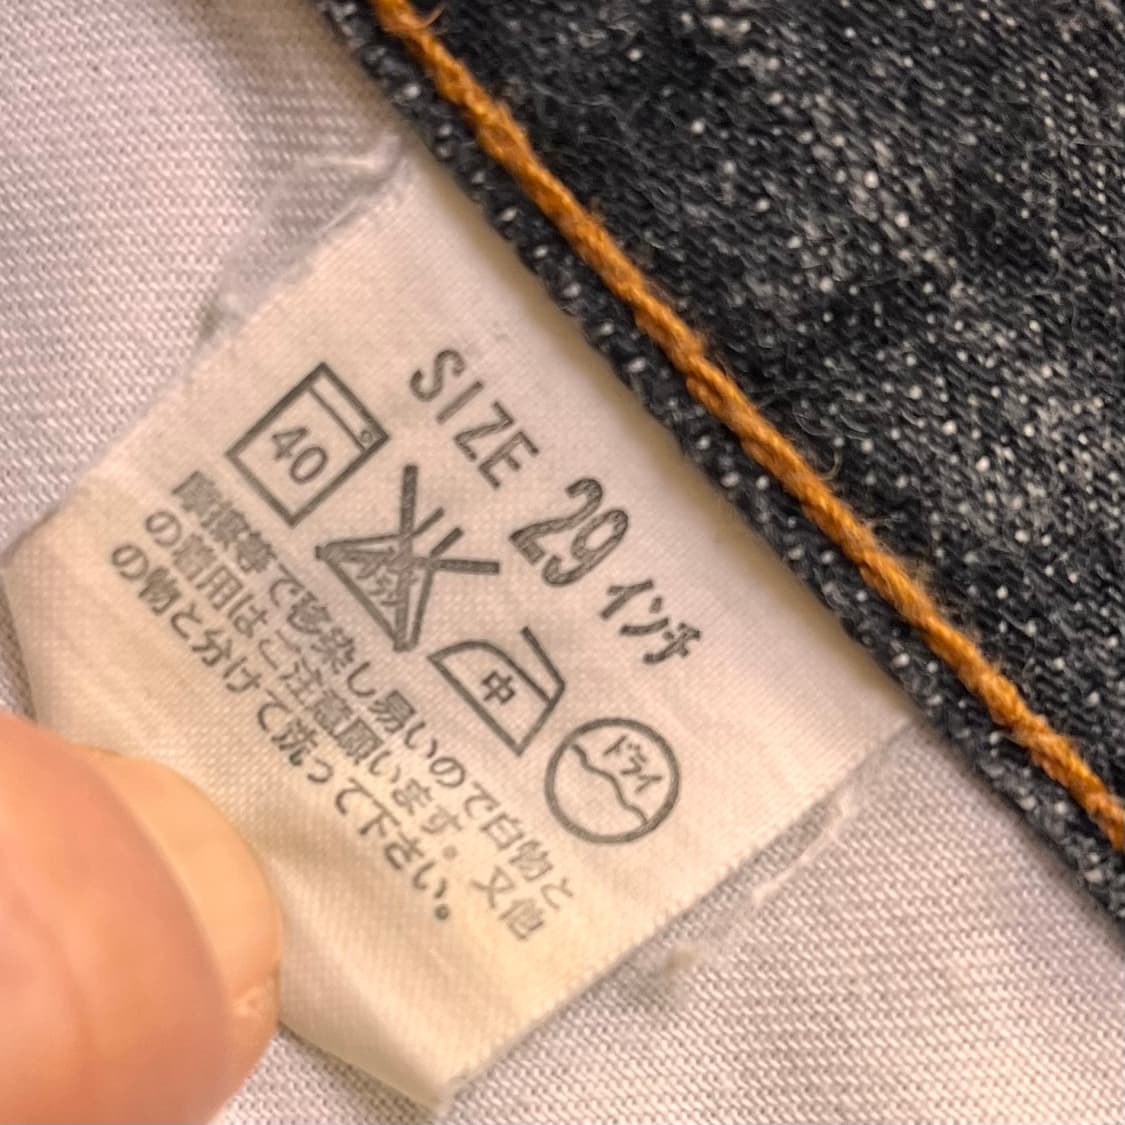 SIZE 29 インチ
40
中
ドライ
摩擦等で移染し易いので白物と
の着用はご注意願います。又他
の物と分けて洗って下さい。